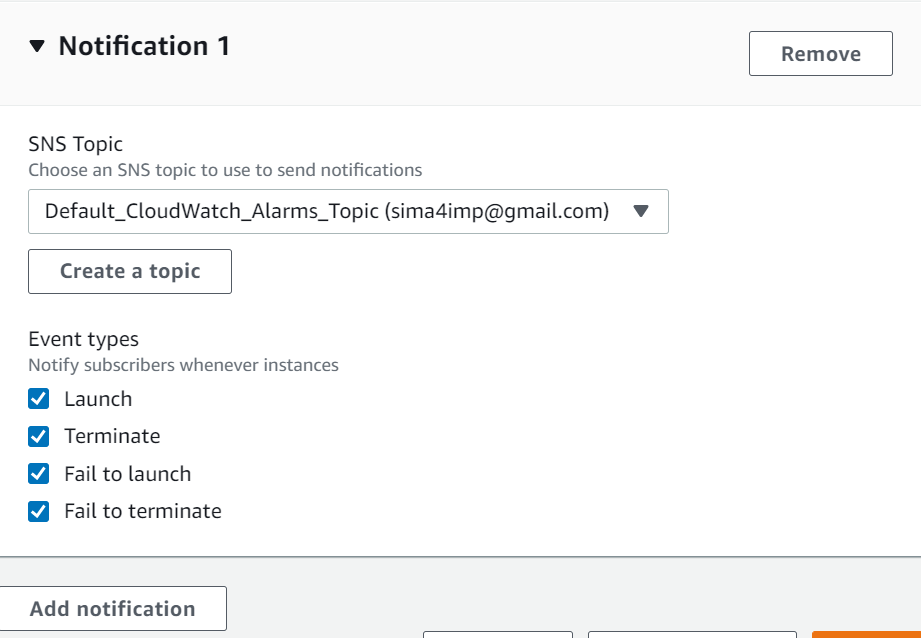 Notification 1
Remove
SNS Topic
Choose an SNS topic to use to send notifications
Default_CloudWatch_Alarms_Topic (sima4imp@gmail.com)
Create a topic
Event types
Notify subscribers whenever instances
Launch
Terminate
Fail to launch
Fail to terminate
Add notification